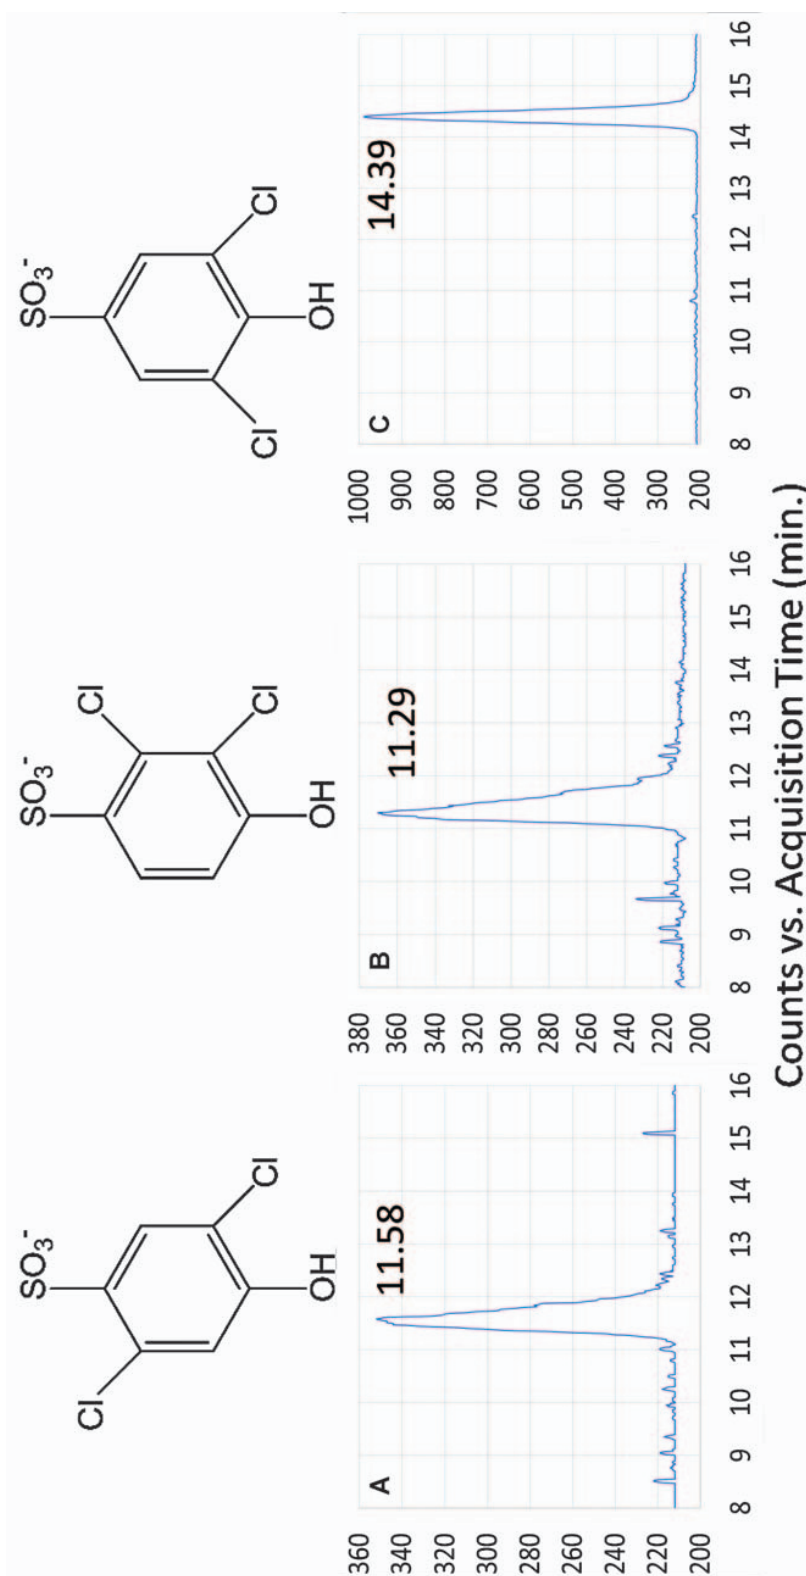 SO3-
Cl
Cl
OH
SO3-
Cl
Cl
OH
SO3-
Cl
Cl
OH
A
11.58
360
340
320
300
280
260
240
220
200
8 9 10 11 12 13 14 15 16
B
11.29
380
360
340
320
300
280
260
240
220
200
8 9 10 11 12 13 14 15 16
C
14.39
1000
900
800
700
600
500
400
300
200
8 9 10 11 12 13 14 15 16
Counts vs. Acquisition Time (min.)